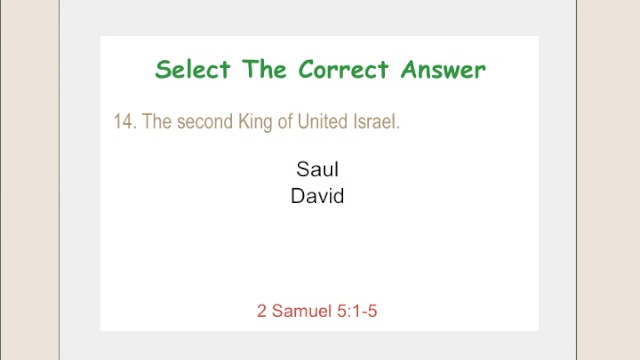 Select The Correct Answer
14. The second King of United Israel.
Saul
David
2 Samuel 5:1-5